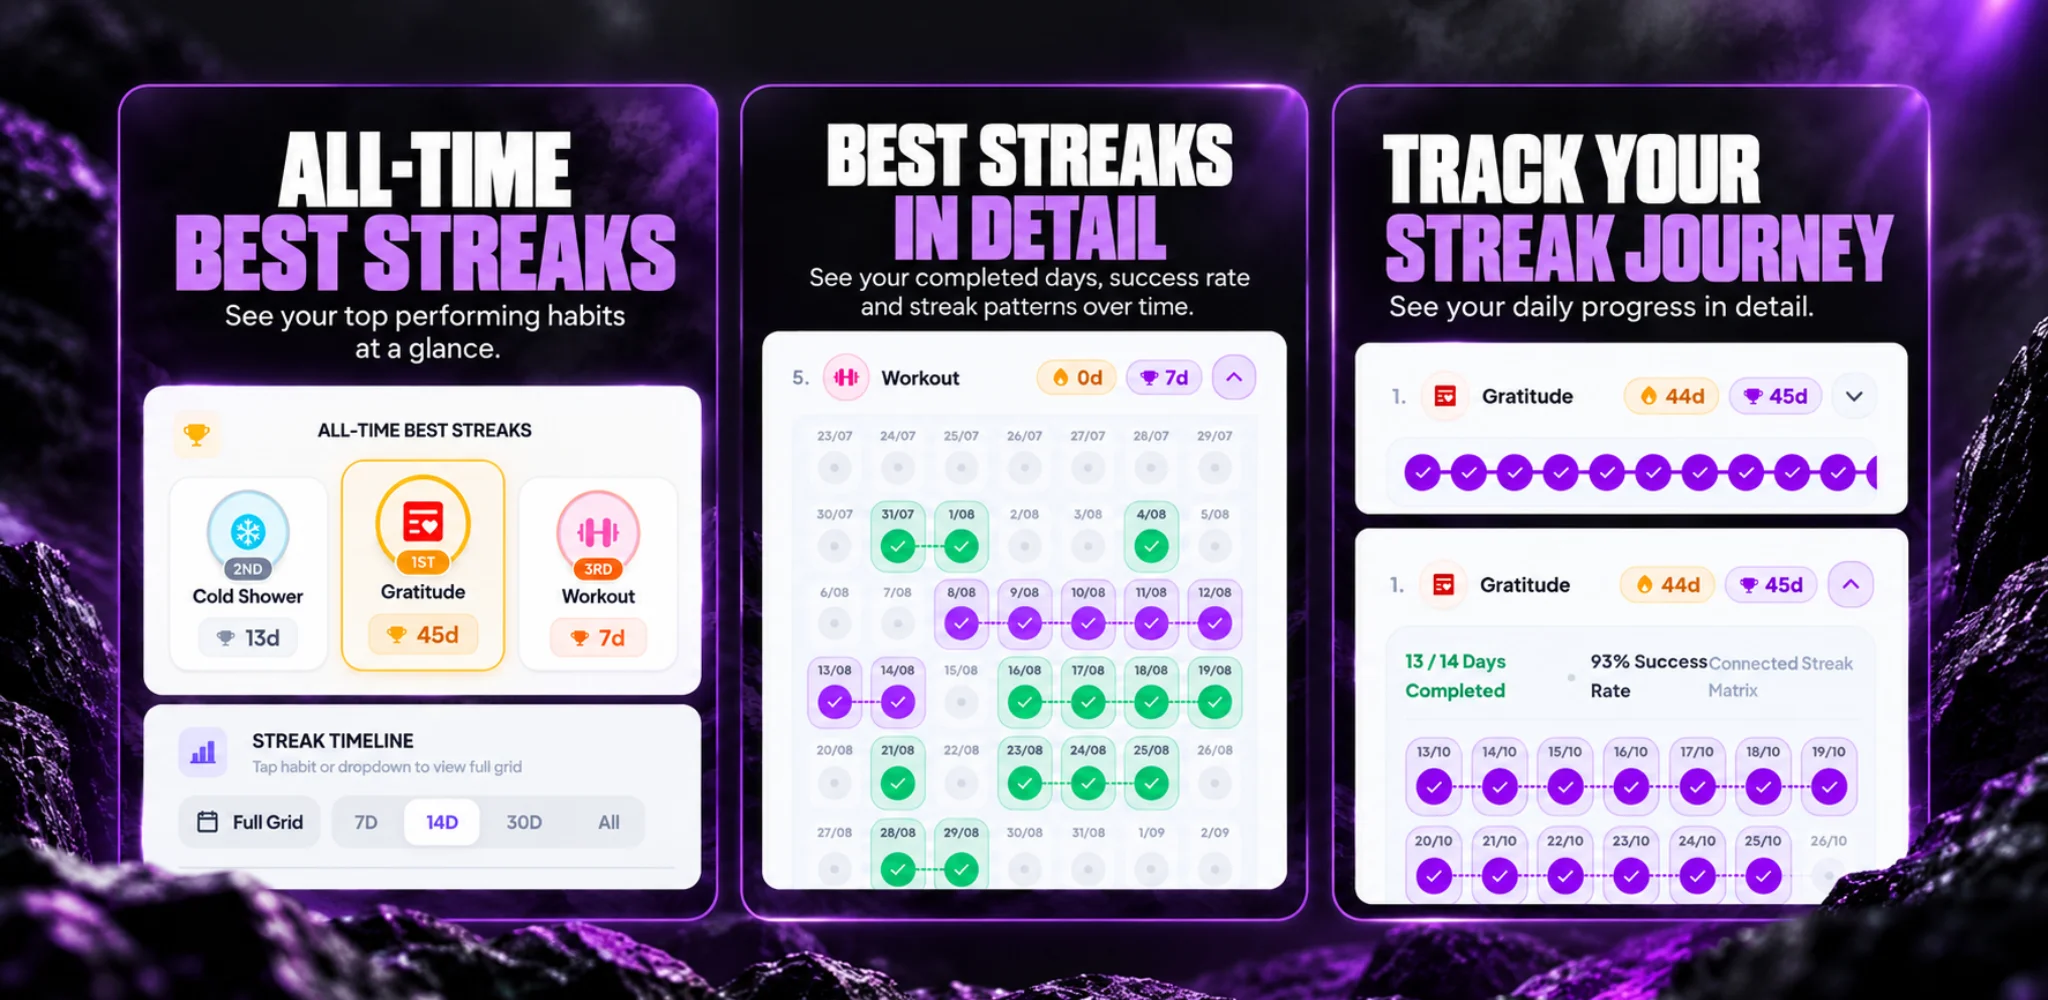 ALL-TIME
BEST STREAKS
See your top performing habits
at a glance.
ALL-TIME BEST STREAKS
2ND
Cold Shower
13d
1ST
Gratitude
45d
3RD
Workout
7d
STREAK TIMELINE
Tap habit or dropdown to view full grid
Full Grid 7D 14D 30D All
BEST STREAKS
IN DETAIL
See your completed days, success rate
and streak patterns over time.
5. Workout 0d 7d
23/07 24/07 25/07 26/07 27/07 28/07 29/07
30/07 31/07 1/08 2/08 3/08 4/08 5/08
6/08 7/08 8/08 9/08 10/08 11/08 12/08
13/08 14/08 15/08 16/08 17/08 18/08 19/08
20/08 21/08 22/08 23/08 24/08 25/08 26/08
27/08 28/08 29/08 30/08 31/08 1/09 2/09
TRACK YOUR
STREAK JOURNEY
See your daily progress in detail.
1. Gratitude 44d 45d
1. Gratitude 44d 45d
13 / 14 Days
Completed
93% Success
Rate
Connected Streak
Matrix
13/10 14/10 15/10 16/10 17/10 18/10 19/10
20/10 21/10 22/10 23/10 24/10 25/10 26/10